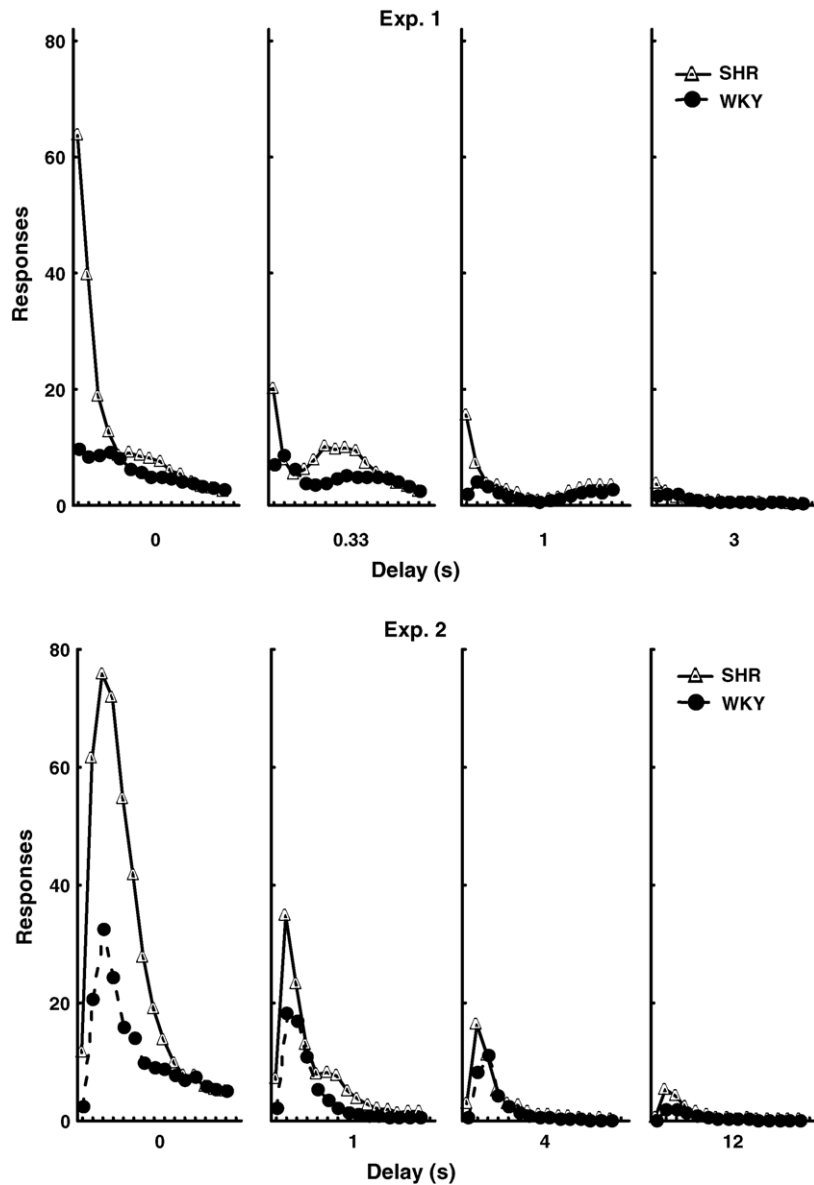 Exp. 1
80
60
40
20
0
Responses
SHR
WKY
0 0.33 1 3
Delay (s)
Exp. 2
80
60
40
20
0
Responses
SHR
WKY
0 1 4 12
Delay (s)